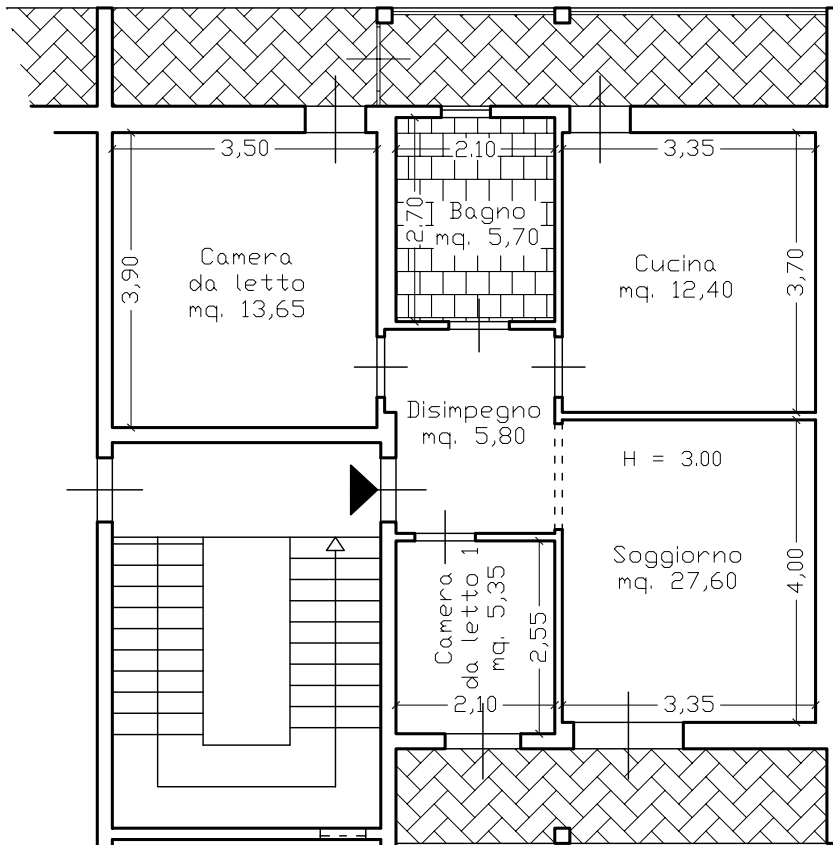 3,50
2.10
3,35
Bagno
mq. 5,70
2.70
Camera
da letto
mq. 13,65
3,90
Cucina
mq. 12,40
3,70
Disimpegno
mq. 5,80
H = 3.00
Soggiorno
mq. 27,60
4,00
Camera
da letto 1
mq. 5,35
2,55
2,10
3,35